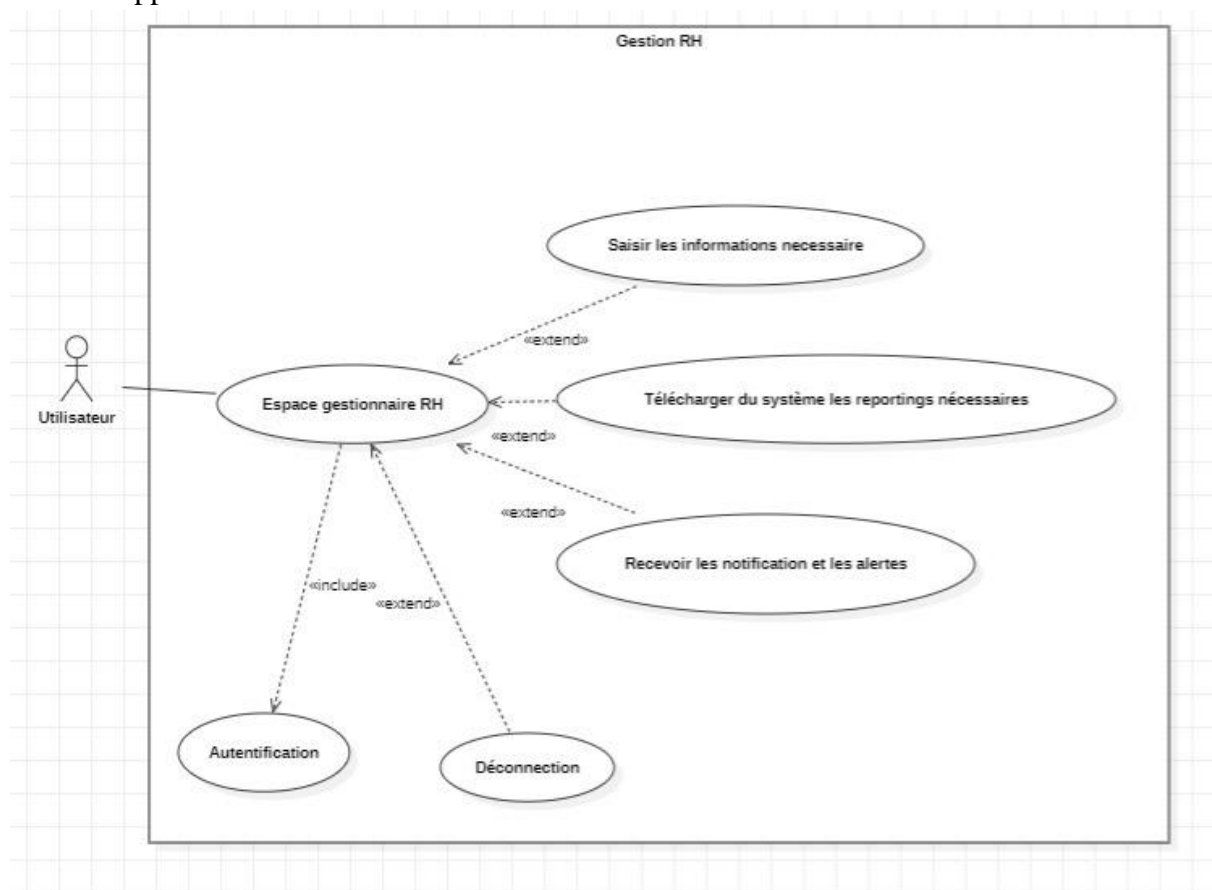 Gestion RH
Saisir les informations necessaire
«extend»
Utilisateur
Espace gestionnaire RH
Télécharger du système les reportings nécessaires
«extend»
«extend»
Recevoir les notification et les alertes
«include»
«extend»
Autentification
Déconnection